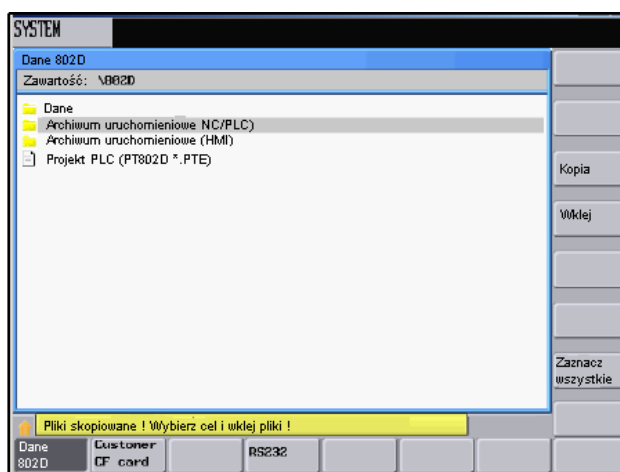 SYSTEM
Dane 802D
Zawartość: \802D
Dane
Archiwum uruchomieniowe NC/PLC)
Archiwum uruchomieniowe (HMI)
Projekt PLC (PT802D *.PTE)
Kopia
Wklej
Zaznacz
wszystkie
Pliki skopiowane ! Wybierz cel i wklej pliki !
Dane
802D
Customer
CF card
RS232